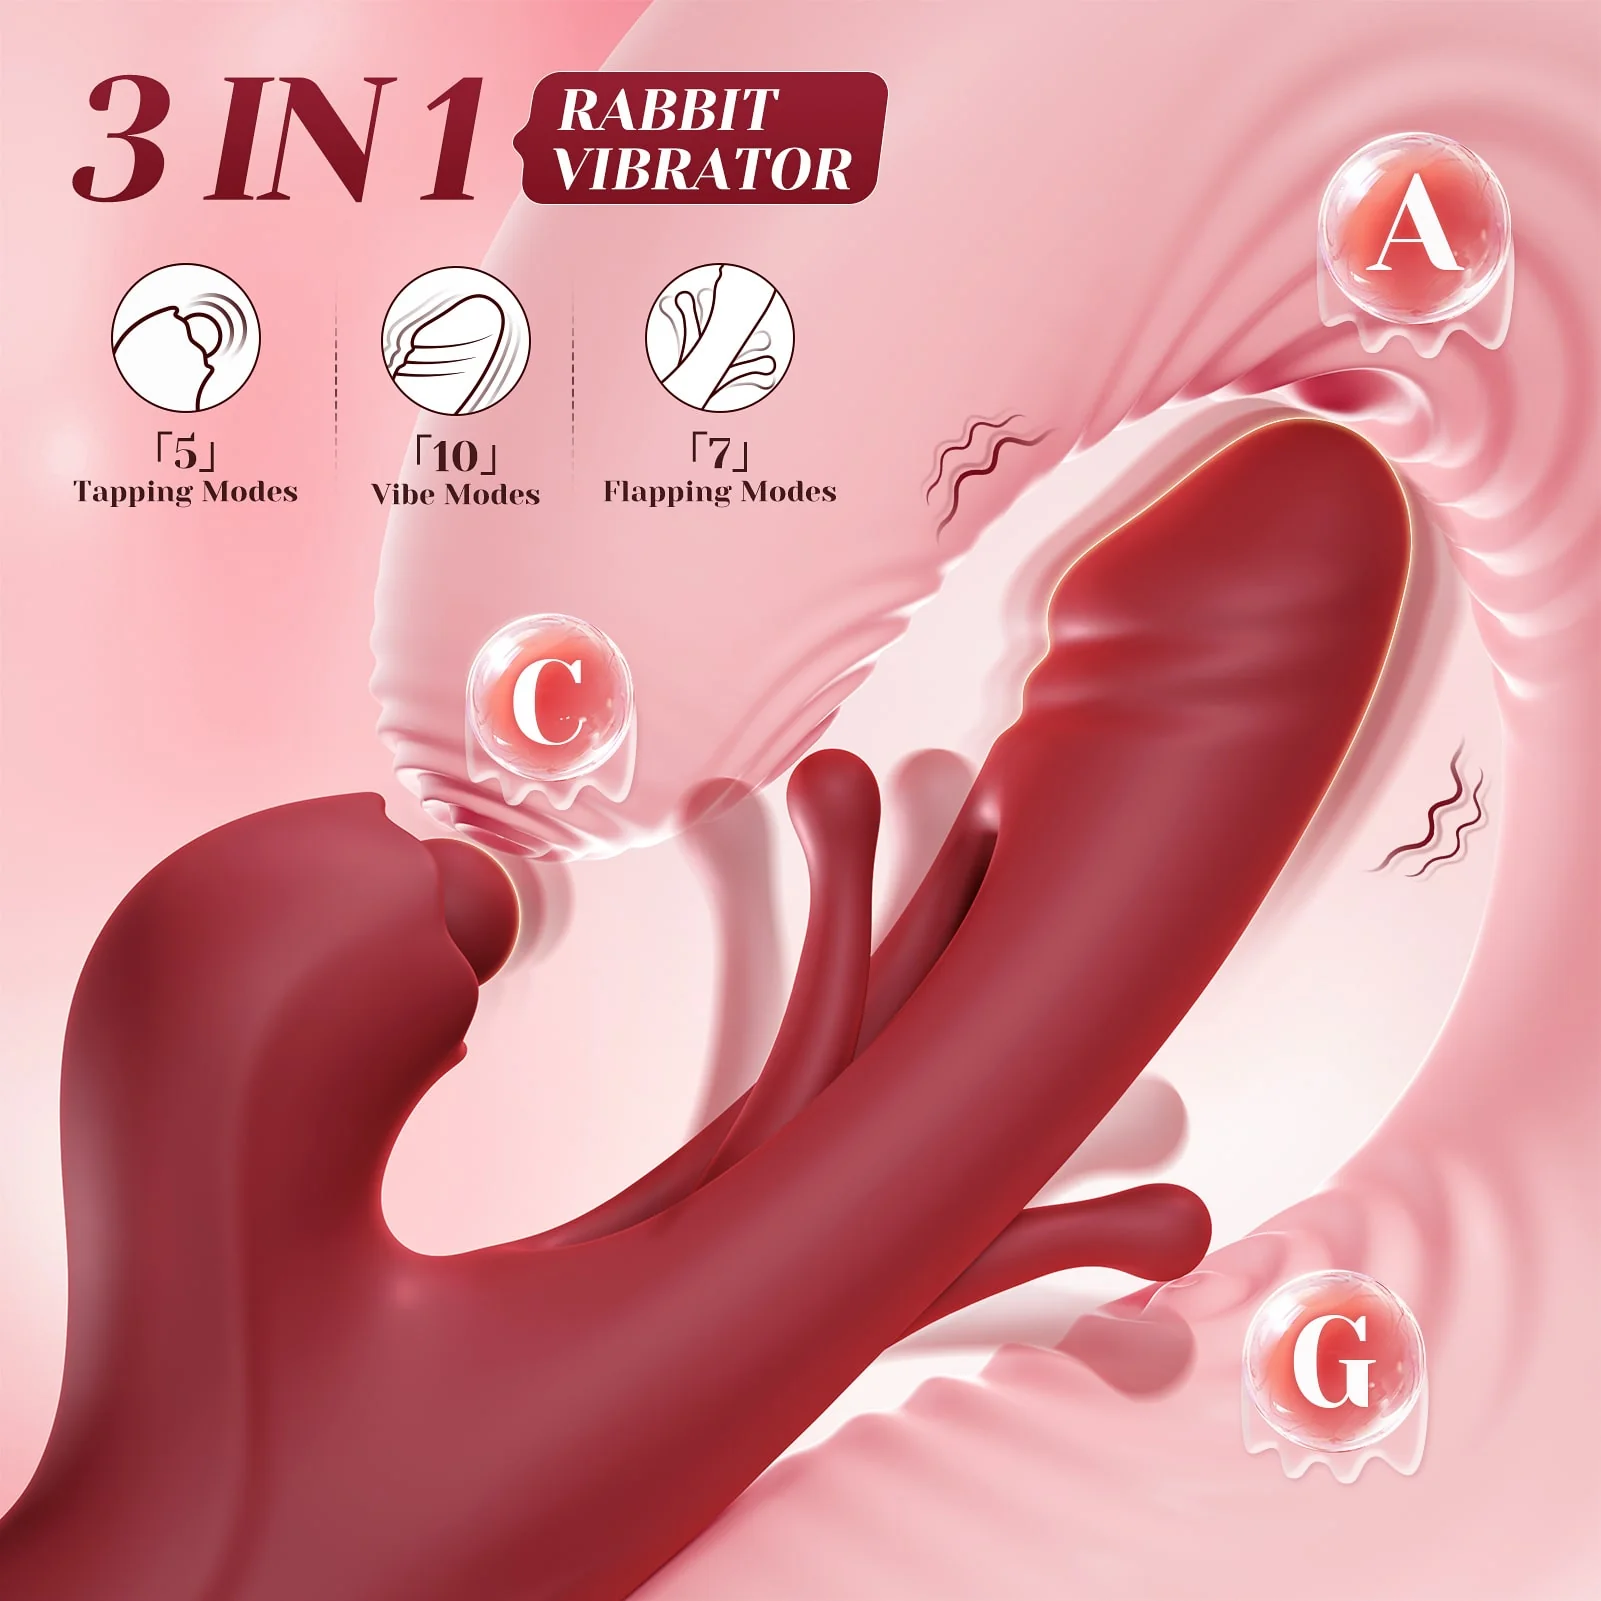 3 IN 1
RABBIT
VIBRATOR
「5」
Tapping Modes
「10」
Vibe Modes
「7」
Flapping Modes
A
C
G